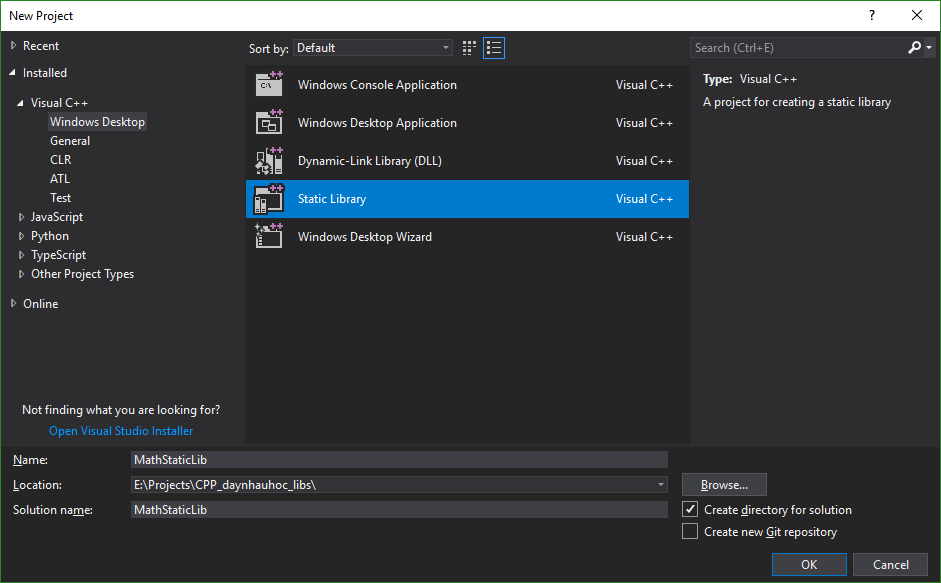 New Project
?
Recent
Installed
Visual C++
Windows Desktop
General
CLR
ATL
Test
JavaScript
Python
TypeScript
Other Project Types
Online
Not finding what you are looking for?
Open Visual Studio Installer
Sort by: Default
Windows Console Application Visual C++
Windows Desktop Application Visual C++
Dynamic-Link Library (DLL) Visual C++
Static Library Visual C++
Windows Desktop Wizard Visual C++
Search (Ctrl+E)
Type: Visual C++
A project for creating a static library
Name: MathStaticLib
Location: E:\Projects\CPP_daynhauhoc_libs\
Browse...
Solution name: MathStaticLib
Create directory for solution
Create new Git repository
OK Cancel